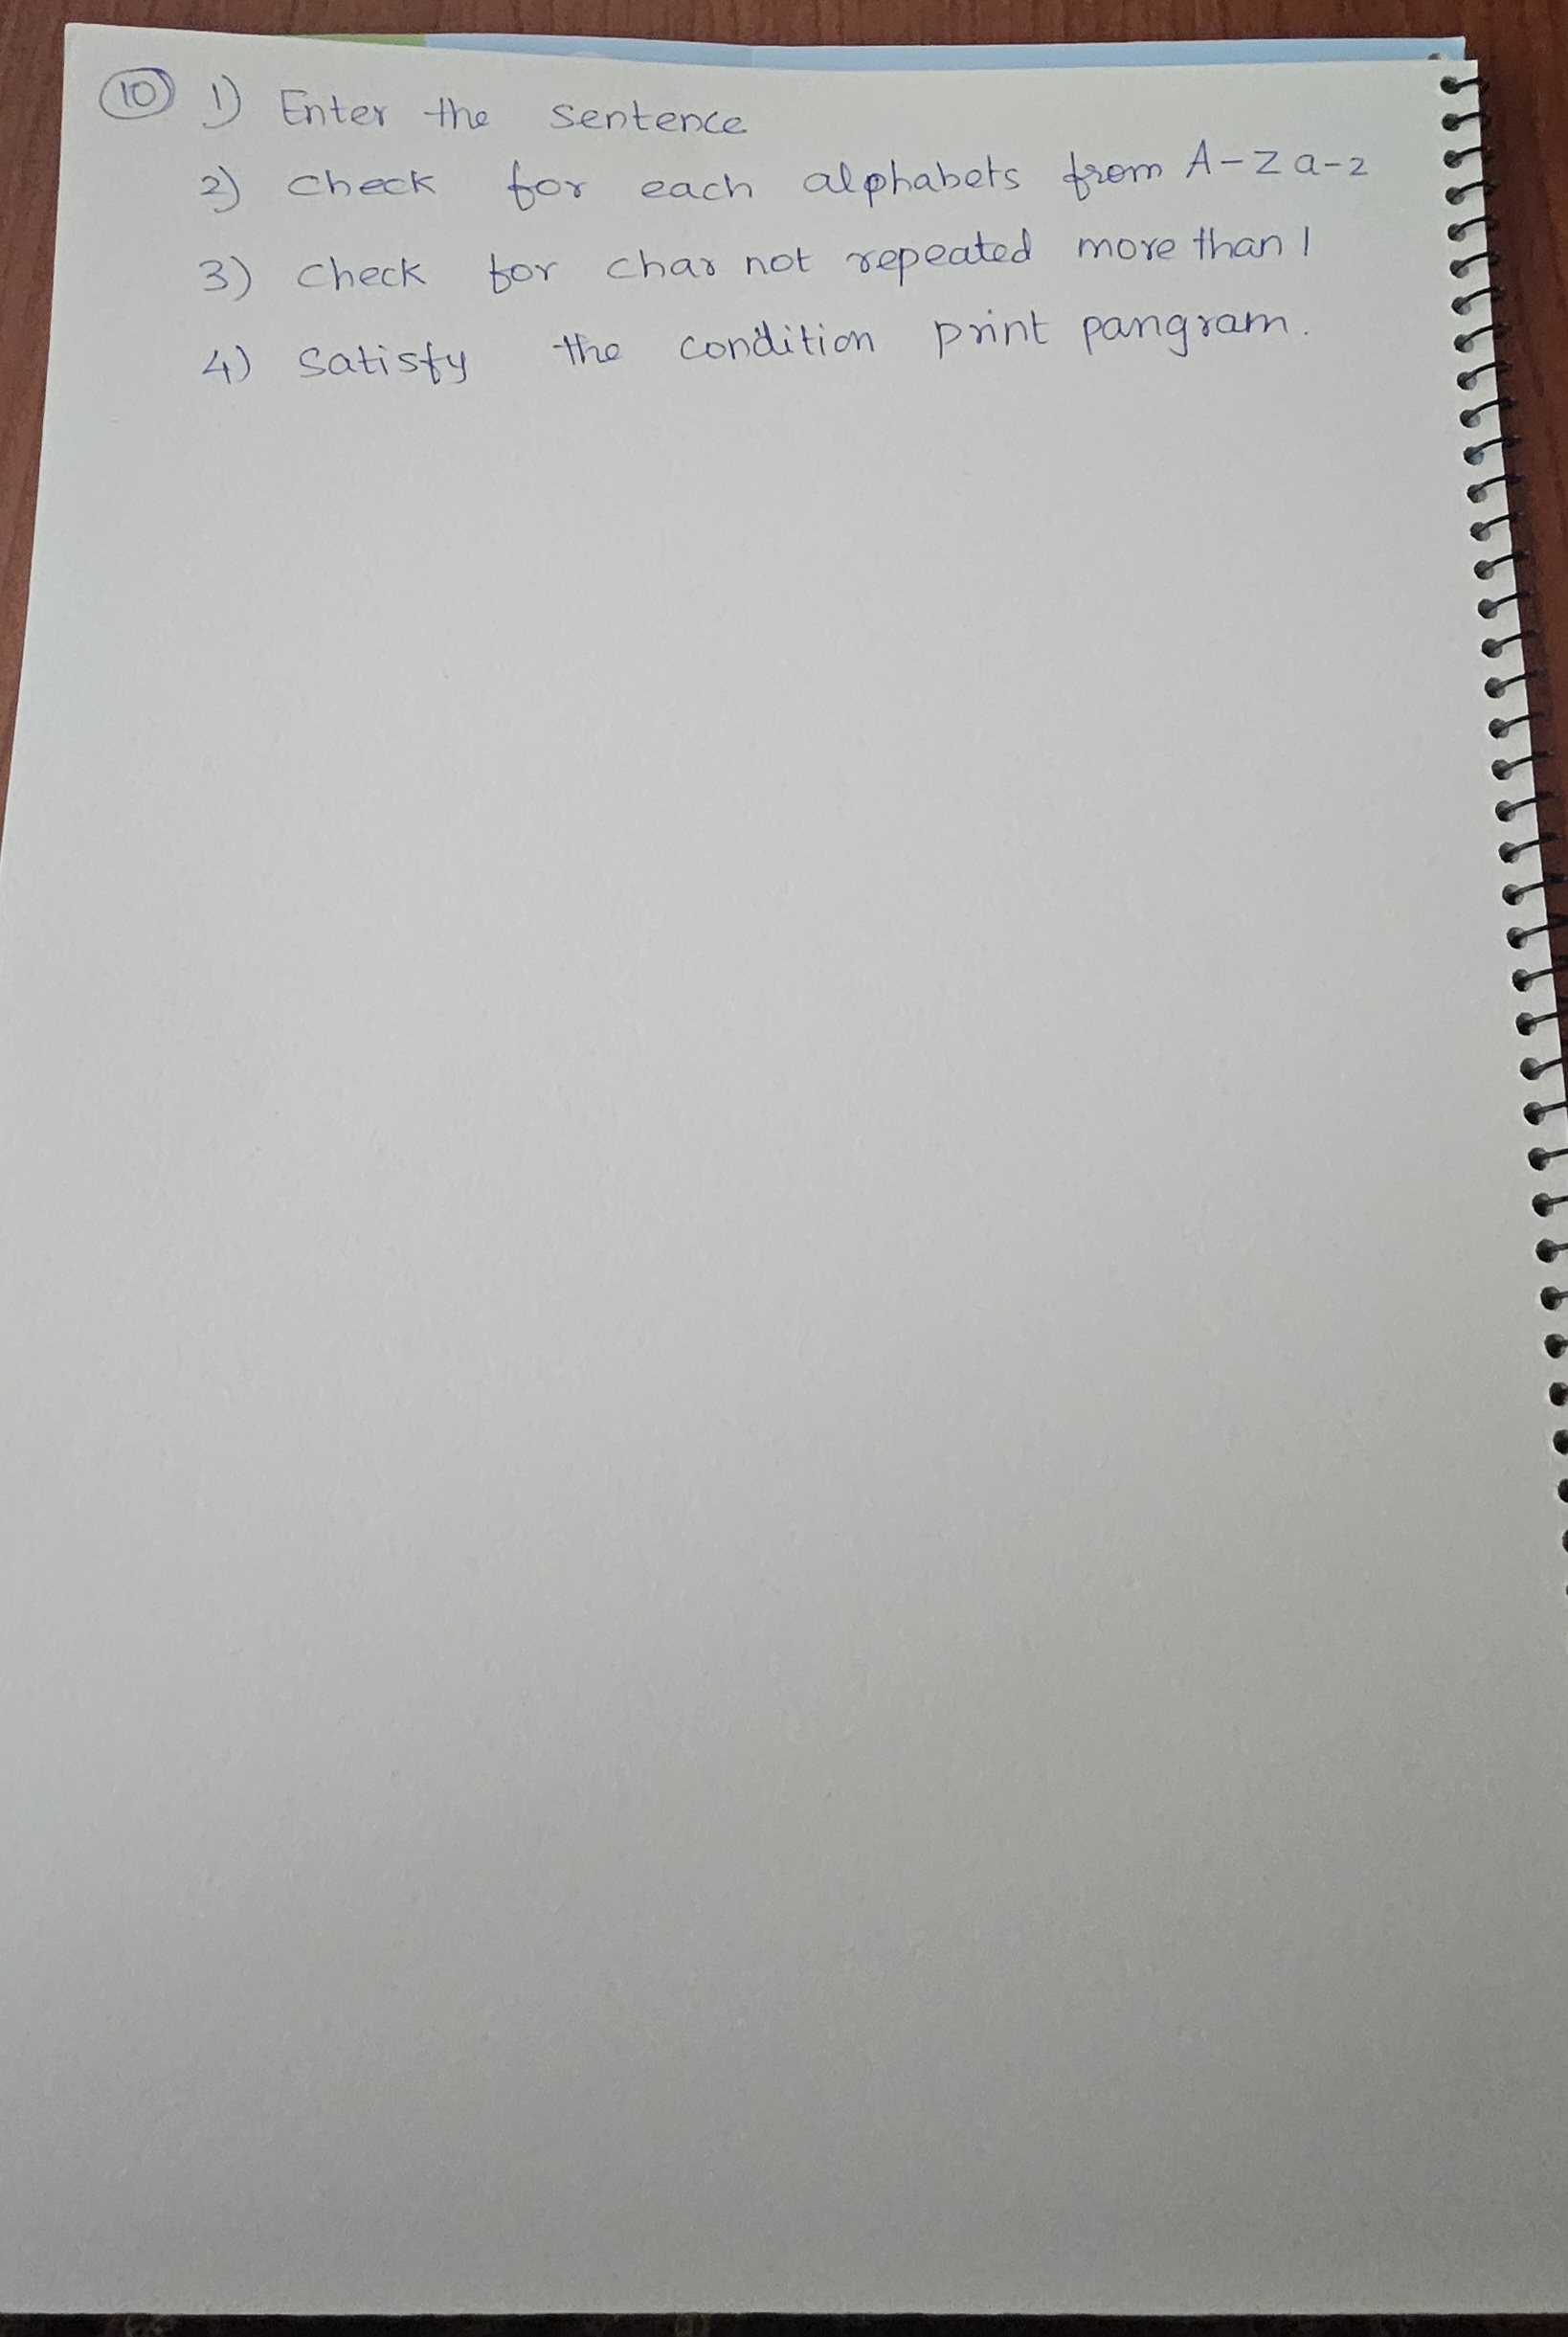 10 1) Enter the sentence
2) check for each alphabets from A-Z a-z
3) check for char not repeated more than 1
4) satisfy the condition print pangram.